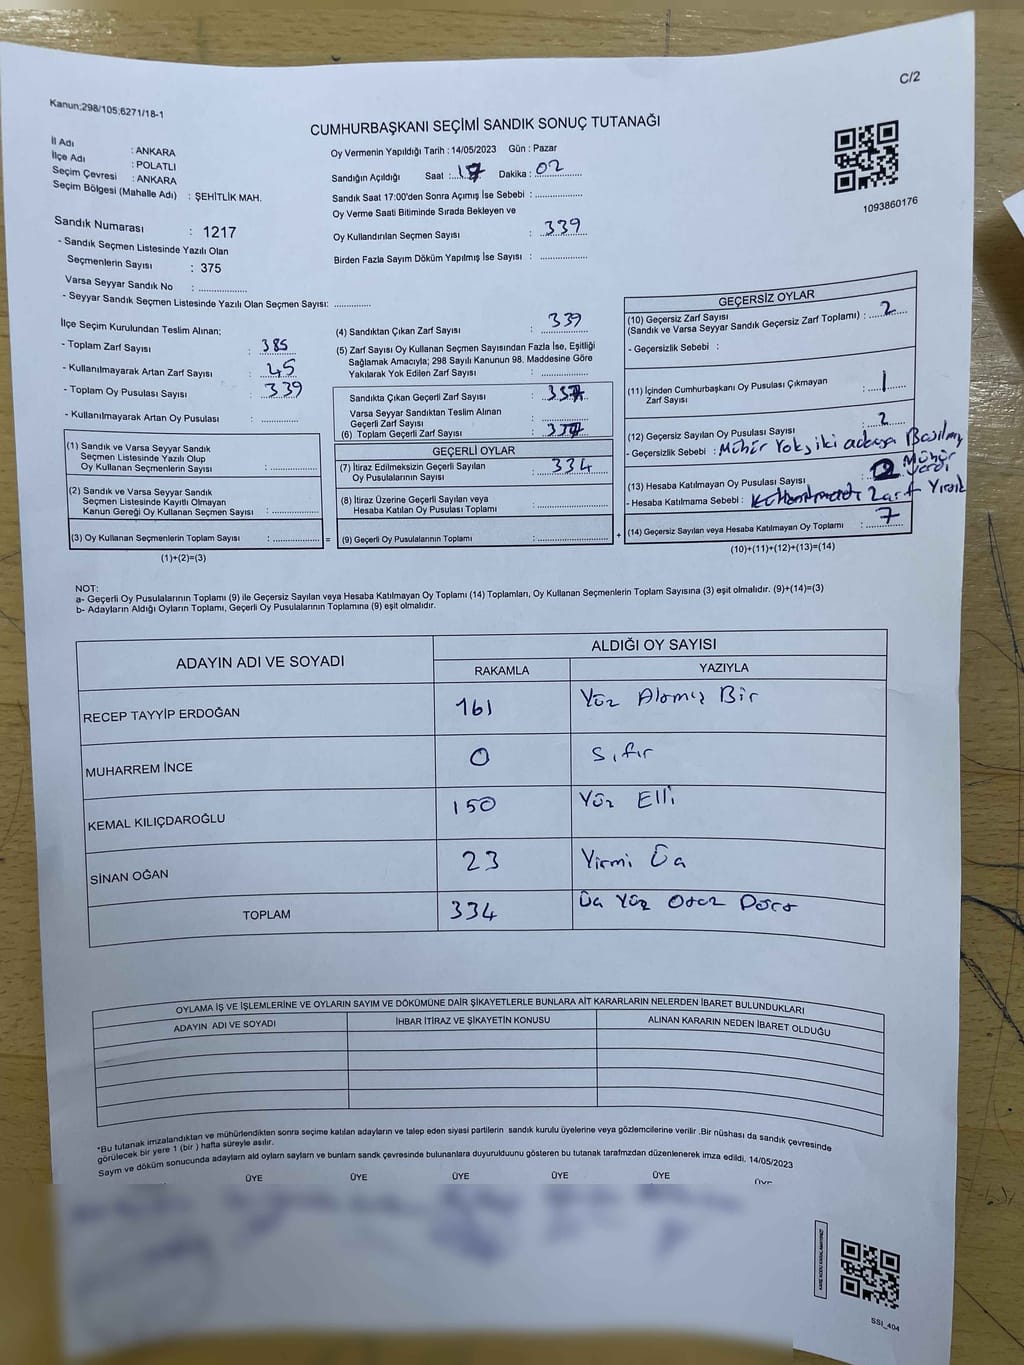 C/2
Kanun:298/105;6271/18-1
CUMHURBAŞKANI SEÇİMİ SANDIK SONUÇ TUTANAĞI
İl Adı : ANKARA
İlçe Adı : POLATLI
Seçim Çevresi : ANKARA
Seçim Bölgesi (Mahalle Adı) : ŞEHİTLİK MAH.
Oy Vermenin Yapıldığı Tarih : 14/05/2023 Gün : Pazar
Sandığın Açıldığı Saat : 17 Dakika : 02
Sandık Saat 17:00'den Sonra Açımış İse Sebebi : ................
Oy Verme Saati Bitiminde Sırada Bekleyen ve
Oy Kullandırılan Seçmen Sayısı : 339
Birden Fazla Sayım Döküm Yapılmış İse Sayısı : ................
1093860176
Sandık Numarası : 1217
- Sandık Seçmen Listesinde Yazılı Olan
Seçmenlerin Sayısı : 375
Varsa Seyyar Sandık No : ................
- Seyyar Sandık Seçmen Listesinde Yazılı Olan Seçmen Sayısı: ............
İlçe Seçim Kurulundan Teslim Alınan;
- Toplam Zarf Sayısı : 385
- Kullanılmayarak Artan Zarf Sayısı : 45
- Toplam Oy Pusulası Sayısı : 339
- Kullanılmayarak Artan Oy Pusulası : ................
(1) Sandık ve Varsa Seyyar Sandık
Seçmen Listesinde Yazılı Olup
Oy Kullanan Seçmenlerin Sayısı : ................
(2) Sandık ve Varsa Seyyar Sandık
Seçmen Listesinde Kayıtlı Olmayan
Kanun Gereği Oy Kullanan Seçmen Sayısı : ................
(3) Oy Kullanan Seçmenlerin Toplam Sayısı : ................ =
(1)+(2)=(3)
(4) Sandıktan Çıkan Zarf Sayısı : 339
(5) Zarf Sayısı Oy Kullanan Seçmen Sayısından Fazla İse, Eşitliği
Sağlamak Amacıyla; 298 Sayılı Kanunun 98. Maddesine Göre
Yakılarak Yok Edilen Zarf Sayısı : ................
Sandıkta Çıkan Geçerli Zarf Sayısı :
Varsa Seyyar Sandıktan Teslim Alınan
Geçerli Zarf Sayısı : ................
(6) Toplam Geçerli Zarf Sayısı :
GEÇERLİ OYLAR
(7) İtiraz Edilmeksizin Geçerli Sayılan
Oy Pusulalarının Sayısı : 334
(8) İtiraz Üzerine Geçerli Sayılan veya
Hesaba Katılan Oy Pusulası Toplamı : ................
(9) Geçerli Oy Pusulalarının Toplamı : ................ +
GEÇERSİZ OYLAR
(10) Geçersiz Zarf Sayısı
(Sandık ve Varsa Seyyar Sandık Geçersiz Zarf Toplamı) : 2
- Geçersizlik Sebebi :
(11) İçinden Cumhurbaşkanı Oy Pusulası Çıkmayan
Zarf Sayısı : 1
(12) Geçersiz Sayılan Oy Pusulası Sayısı : 2
- Geçersizlik Sebebi : Mühür Yok, iki adaya Basılmış
Mühür
(13) Hesaba Katılmayan Oy Pusulası Sayısı : 2
- Hesaba Katılmama Sebebi : Zarf Yırtık
(14) Geçersiz Sayılan veya Hesaba Katılmayan Oy Toplamı : 7
(10)+(11)+(12)+(13)=(14)
NOT:
a- Geçerli Oy Pusulalarının Toplamı (9) ile Geçersiz Sayılan veya Hesaba Katılmayan Oy Toplamı (14) Toplamları, Oy Kullanan Seçmenlerin Toplam Sayısına (3) eşit olmalıdır. (9)+(14)=(3)
b- Adayların Aldığı Oyların Toplamı, Geçerli Oy Pusulalarının Toplamına (9) eşit olmalıdır.
ADAYIN ADI VE SOYADI ALDIĞI OY SAYISI
RAKAMLA YAZIYLA
RECEP TAYYİP ERDOĞAN 161 Yüz Atmış Bir
MUHARREM İNCE 0 Sıfır
KEMAL KILIÇDAROĞLU 150 Yüz Elli
SİNAN OĞAN 23 Yirmi Üç
TOPLAM 334 Üç Yüz Otuz Dört
OYLAMA İŞ VE İŞLEMLERİNE VE OYLARIN SAYIM VE DÖKÜMÜNE DAİR ŞİKAYETLERLE BUNLARA AİT KARARLARIN NELERDEN İBARET BULUNDUKLARI
ADAYIN ADI VE SOYADI İHBAR İTİRAZ VE ŞİKAYETİN KONUSU ALINAN KARARIN NEDEN İBARET OLDUĞU
*Bu tutanak imzalandıktan ve mühürlendikten sonra seçime katılan adayların ve talep eden siyasi partilerin sandık kurulu üyelerine veya gözlemcilerine verilir .Bir nüshası da sandık çevresinde
görülecek bir yere 1 (bir ) hafta süreyle asılır.
Sayım ve döküm sonucunda adayların ald oyların sayların ve bunlam sandk çevresinde bulunanlara duyurulduunu gösteren bu tutanak tarafmzdan düzenlenerek imza edildi. 14/05/2023
ÜYE ÜYE ÜYE ÜYE ÜYE ÜYE
SSI_404